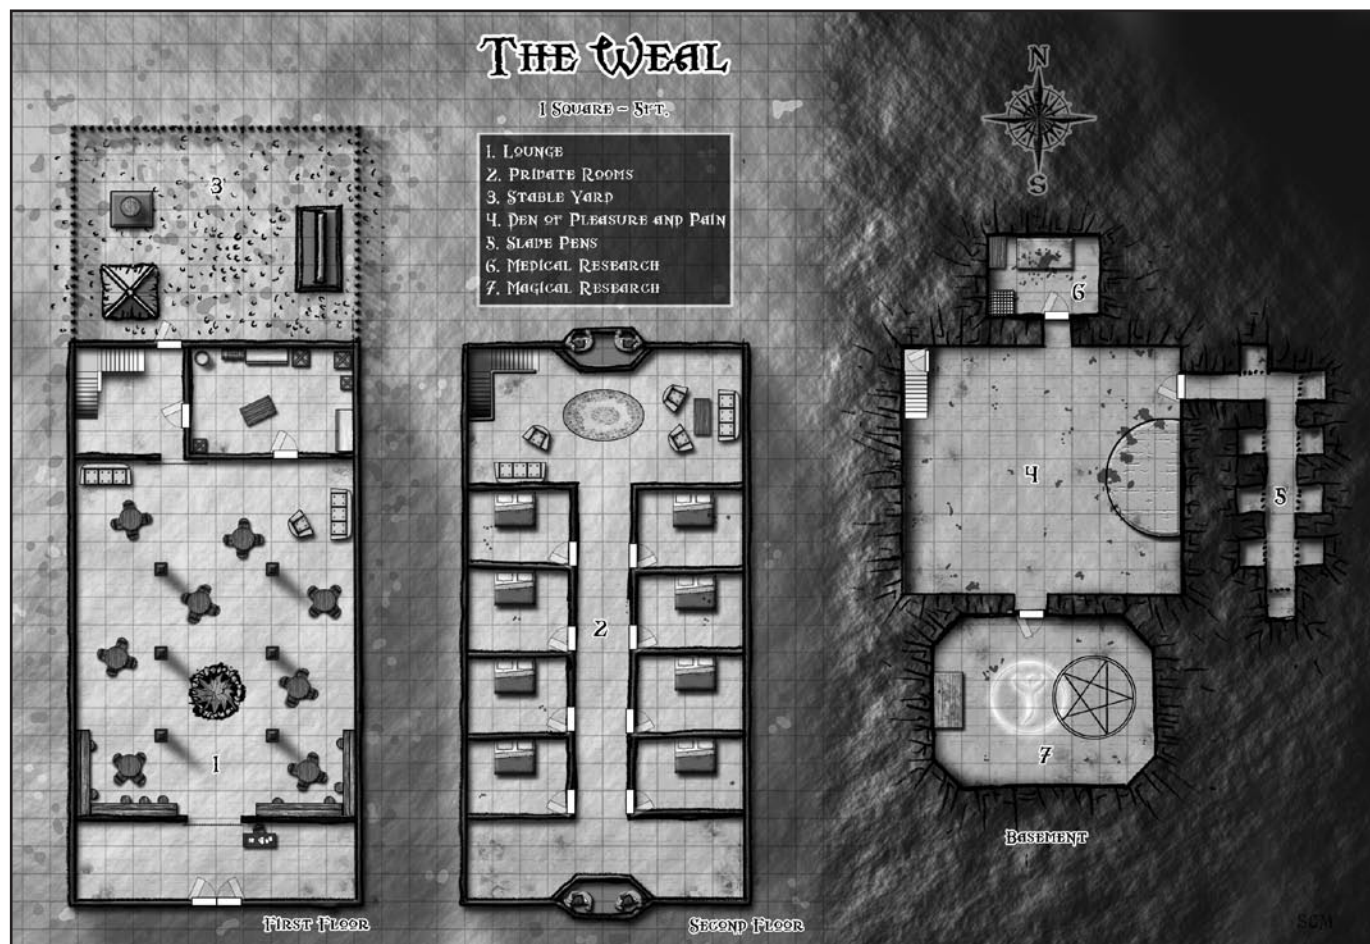 The Weal
1 Square - 5ft.
1. Lounge
2. Private Rooms
3. Stable Yard
4. Den of Pleasure and Pain
5. Slave Pens
6. Medical Research
7. Magical Research
N
S
3
6
4
5
2
1
7
Basement
First Floor
Second Floor
SGM